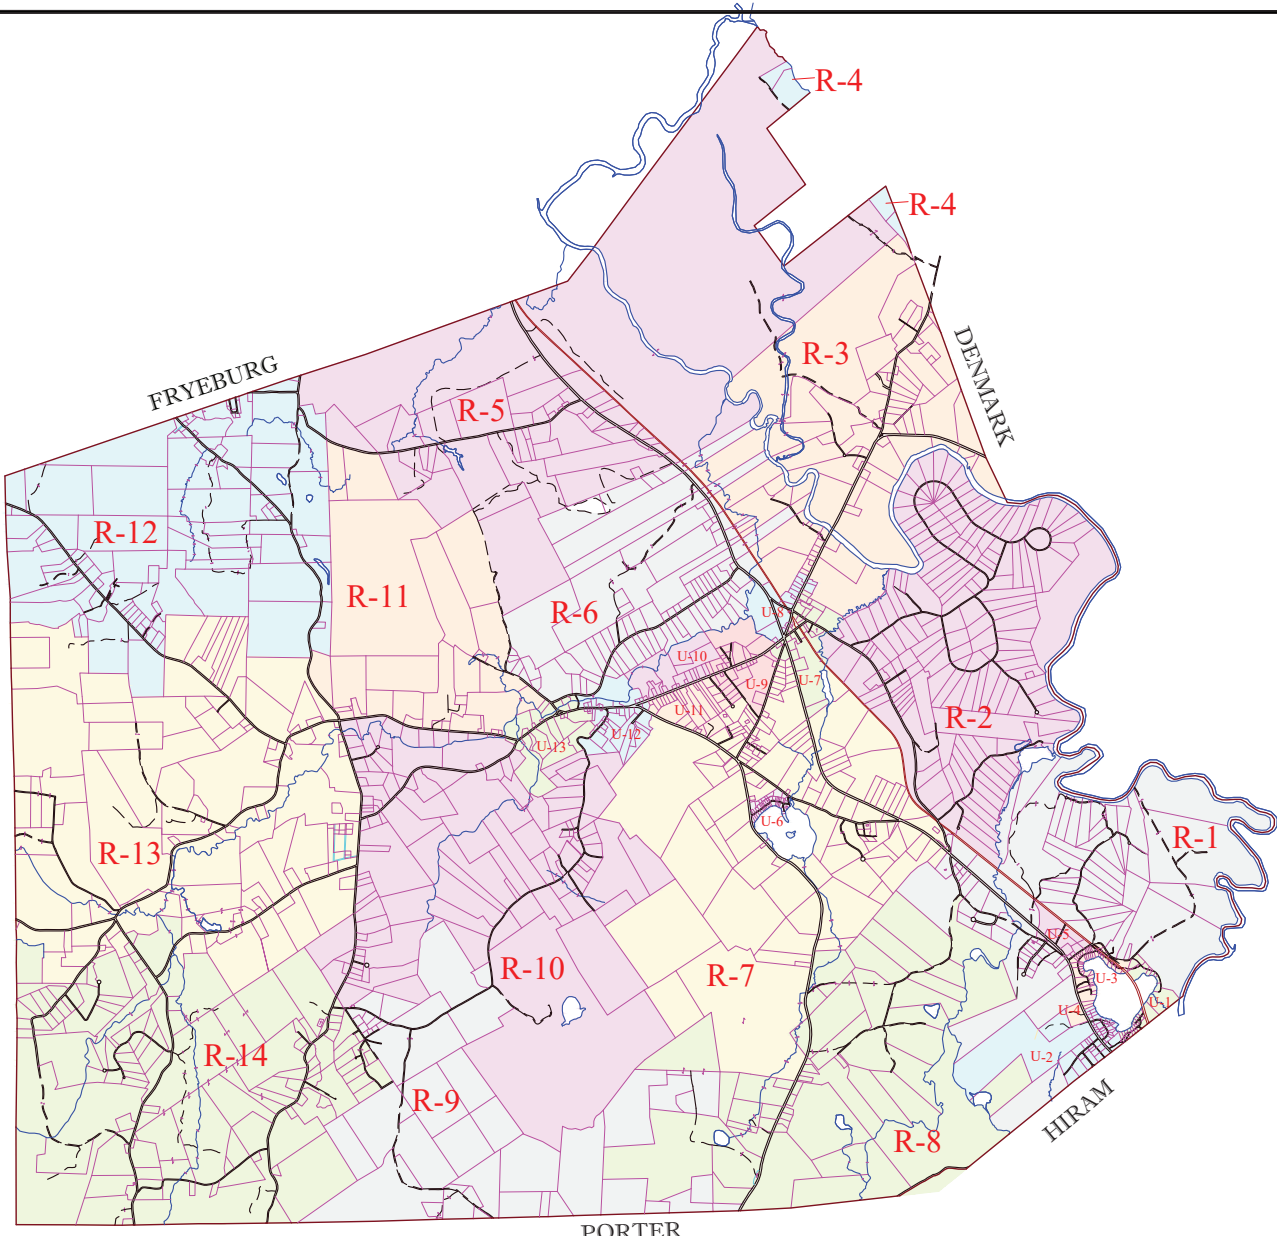 R-4
R-4
DENMARK
R-3
FRYEBURG
R-5
R-12
R-11
R-6
U-8
U-10
U-9
U-7
U-11
R-2
U-12
U-13
U-6
R-1
R-13
U-5
R-10
R-7
U-3
U-1
U-4
R-14
U-2
R-9
HIRAM
R-8
PORTER